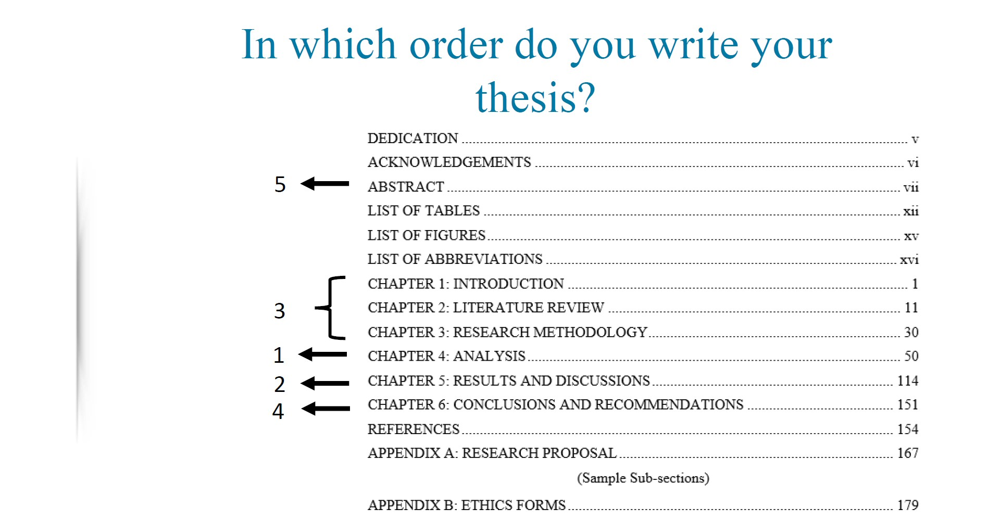 In which order do you write your
thesis?
DEDICATION ........ v
ACKNOWLEDGEMENTS ........ vi
5 ABSTRACT ........ vii
LIST OF TABLES ........ xii
LIST OF FIGURES ........ xv
LIST OF ABBREVIATIONS ........ xvi
CHAPTER 1: INTRODUCTION ........ 1
3 CHAPTER 2: LITERATURE REVIEW ........ 11
CHAPTER 3: RESEARCH METHODOLOGY ........ 30
1 CHAPTER 4: ANALYSIS ........ 50
2 CHAPTER 5: RESULTS AND DISCUSSIONS ........ 114
4 CHAPTER 6: CONCLUSIONS AND RECOMMENDATIONS ........ 151
REFERENCES ........ 154
APPENDIX A: RESEARCH PROPOSAL ........ 167
(Sample Sub-sections)
APPENDIX B: ETHICS FORMS ........ 179